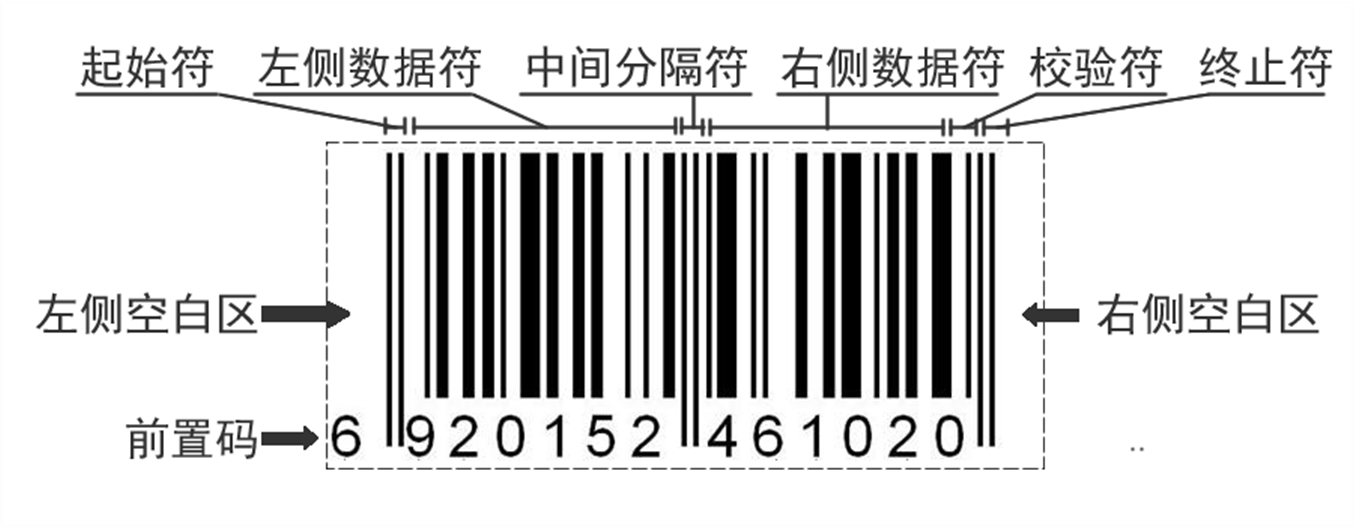 起始符 左侧数据符 中间分隔符 右侧数据符 校验符 终止符
左侧空白区 右侧空白区
前置码 6 920152 461020